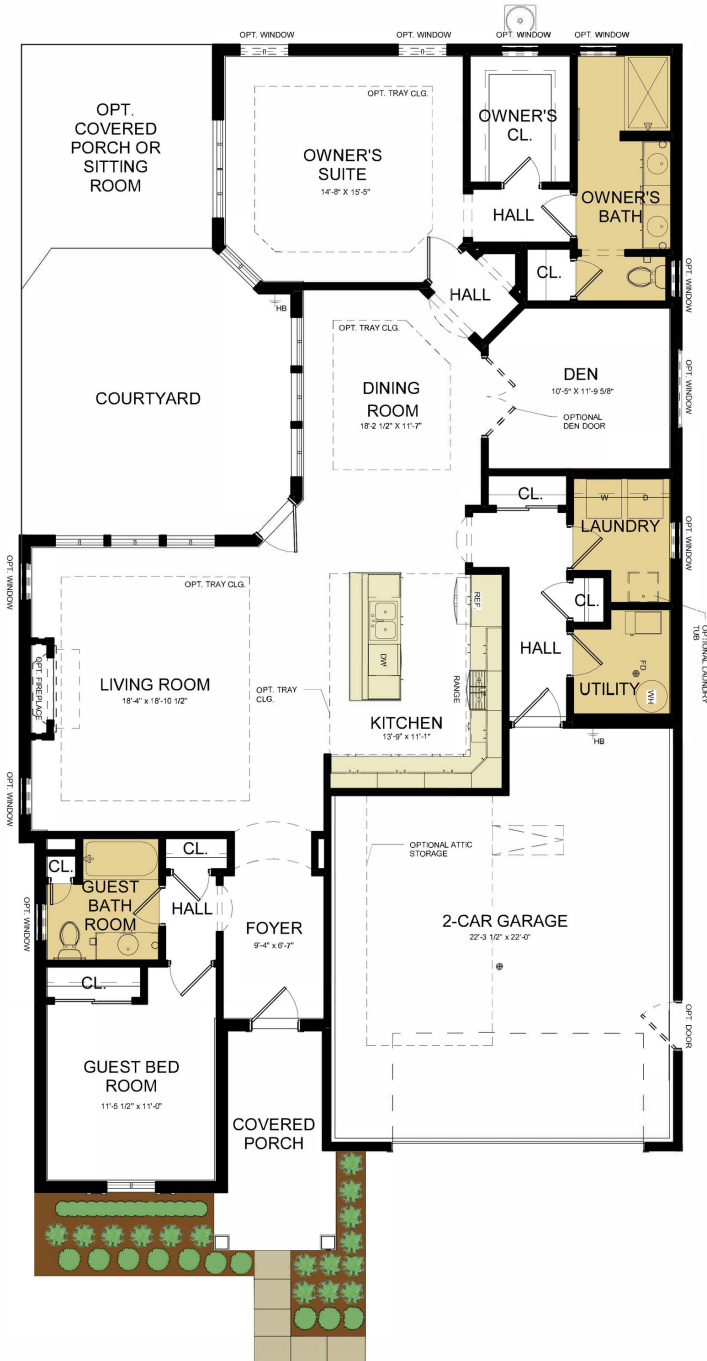 OPT. WINDOW
OPT. WINDOW
OPT. WINDOW
OPT. WINDOW
OPT.
COVERED
PORCH OR
SITTING
ROOM
OPT. TRAY CLG.
OWNER'S
SUITE
14'-8" X 15'-5"
OWNER'S
CL.
HALL
OWNER'S
BATH
CL.
HALL
OPT. WINDOW
HB
COURTYARD
OPT. TRAY CLG.
DINING
ROOM
18'-2 1/2" X 11'-7"
DEN
10'-5" X 11'-9 5/8"
OPTIONAL
DEN DOOR
OPT. WINDOW
CL.
W
D
LAUNDRY
OPT. WINDOW
OPTIONAL LAUNDRY
TUB
CL.
HALL
UTILITY
FD
WH
OPT. WINDOW
OPT. TRAY CLG.
OPT. FIREPLACE
LIVING ROOM
18'-4" x 18'-10 1/2"
OPT. TRAY
CLG.
REF
DW
RANGE
KITCHEN
13'-9" x 11'-1"
OPT. WINDOW
HB
OPTIONAL ATTIC
STORAGE
2-CAR GARAGE
22'-3 1/2" x 22'-0"
OPT. DOOR
CL.
CL.
GUEST
BATH
ROOM
HALL
OPT. WINDOW
FOYER
9'-4" x 6'-7"
CL.
GUEST BED
ROOM
11'-5 1/2" x 11'-0"
COVERED
PORCH